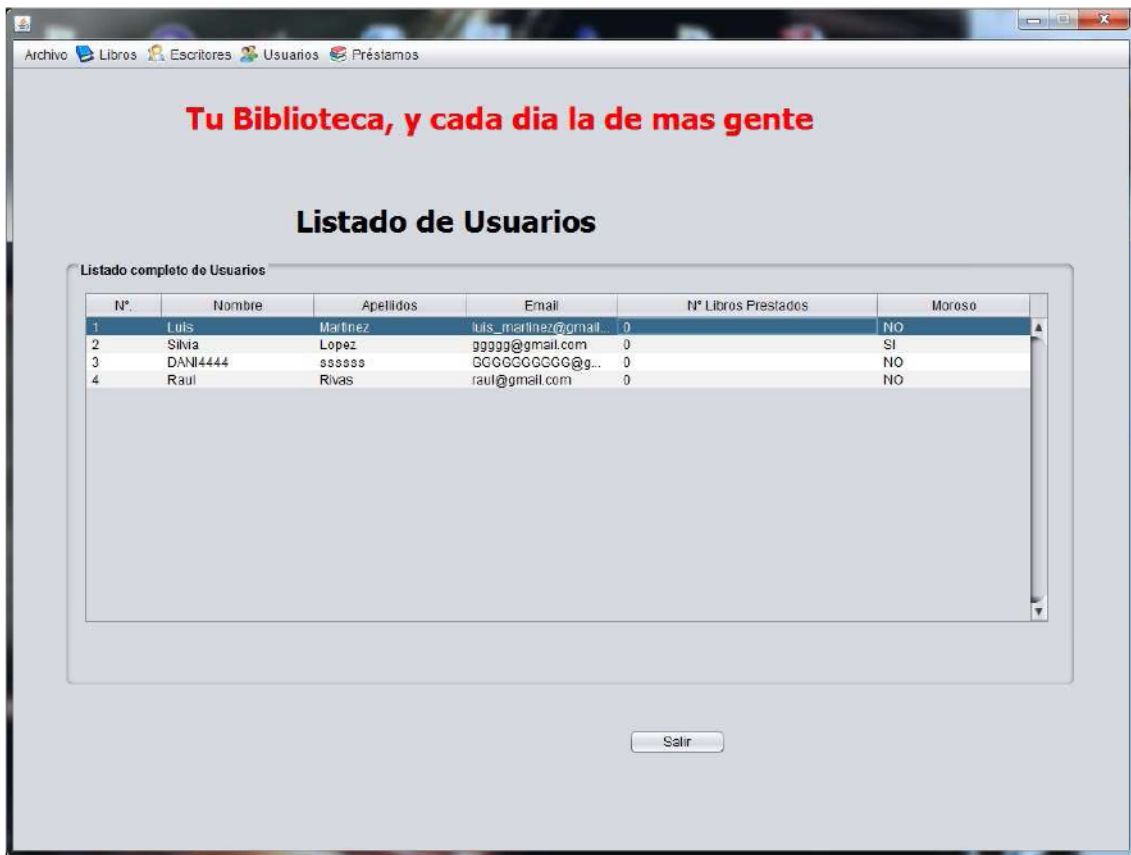 Archivo Libros Escritores Usuarios Préstamos
Tu Biblioteca, y cada dia la de mas gente
Listado de Usuarios
Listado completo de Usuarios
Nº. Nombre Apellidos Email Nº Libros Prestados Moroso
1 Luis Martinez luis_martinez@gmail... 0 NO
2 Silvia Lopez ggggg@gmail.com 0 SI
3 DANI4444 ssssss GGGGGGGGGG@g... 0 NO
4 Raul Rivas raul@gmail.com 0 NO
Salir